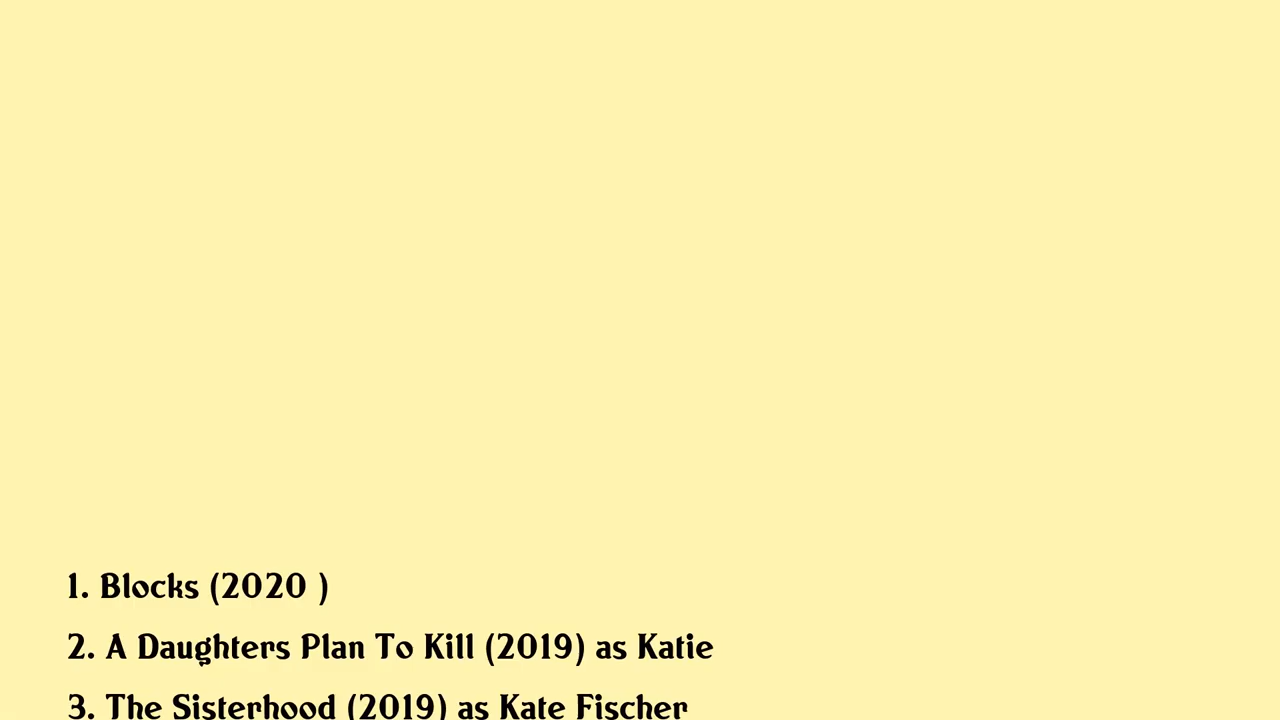 1. Blocks (2020 )
2. A Daughters Plan To Kill (2019) as Katie
3. The Sisterhood (2019) as Kate Fischer